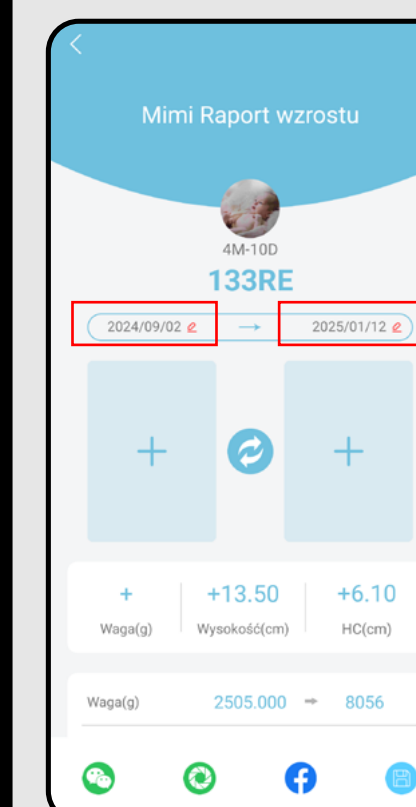 Mimi Raport wzrostu
4M-10D
133RE
2024/09/02 → 2025/01/12
+ +
+ +13.50 +6.10
Waga(g) Wysokość(cm) HC(cm)
Waga(g) 2505.000 ➡ 8056